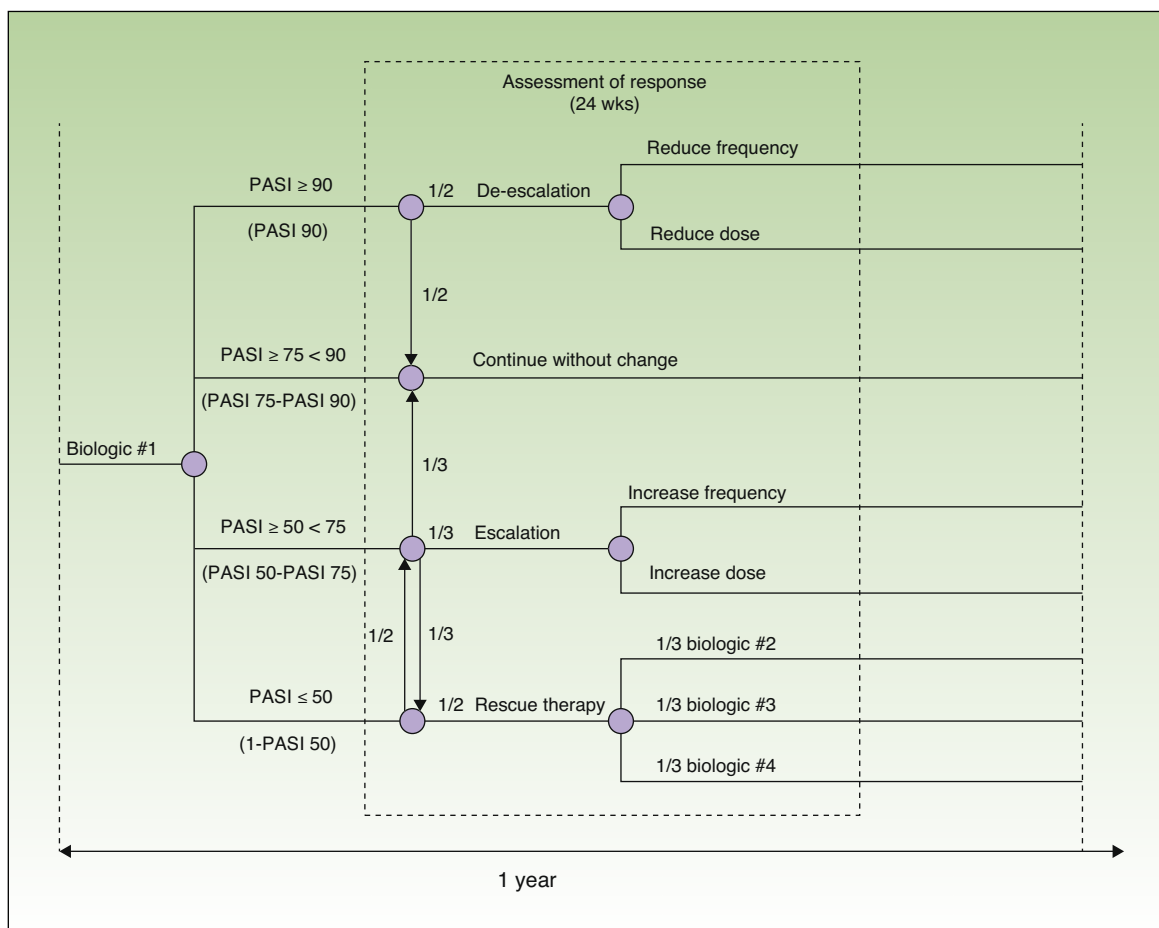 Assessment of response
(24 wks)
Reduce frequency
PASI ≥ 90
1/2 De-escalation
(PASI 90)
Reduce dose
1/2
PASI ≥ 75 < 90
Continue without change
(PASI 75-PASI 90)
Biologic #1
1/3
Increase frequency
PASI ≥ 50 < 75
1/3 Escalation
(PASI 50-PASI 75)
Increase dose
1/2
1/3
1/3 biologic #2
PASI ≤ 50
1/2 Rescue therapy
1/3 biologic #3
(1-PASI 50)
1/3 biologic #4
1 year